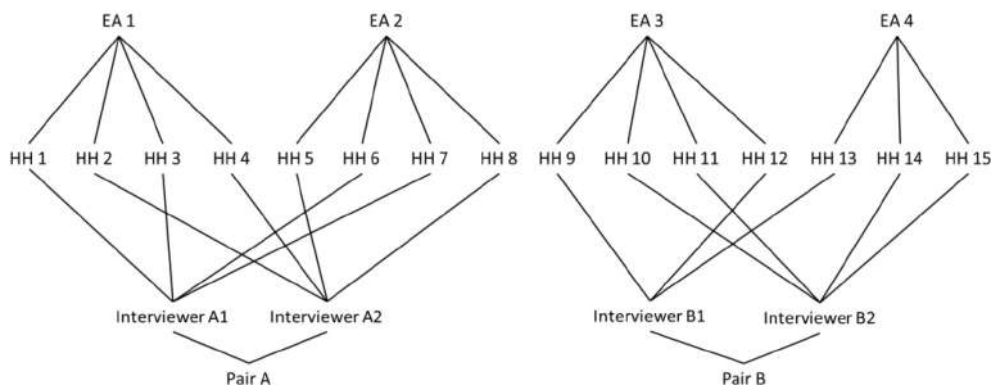 EA 1 EA 2 EA 3 EA 4
HH 1 HH 2 HH 3 HH 4 HH 5 HH 6 HH 7 HH 8 HH 9 HH 10 HH 11 HH 12 HH 13 HH 14 HH 15
Interviewer A1 Interviewer A2 Interviewer B1 Interviewer B2
Pair A Pair B